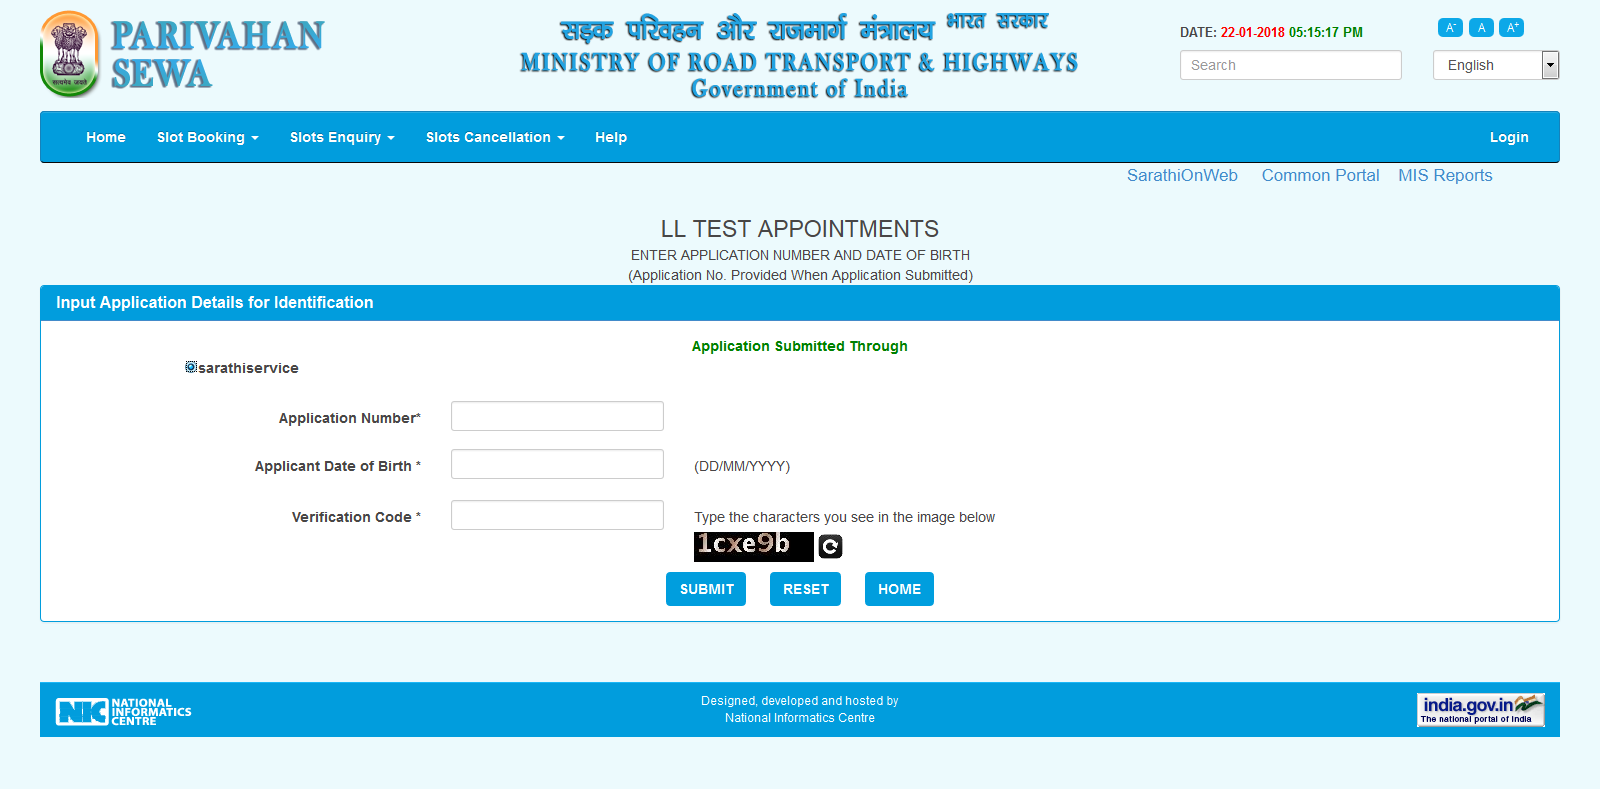 PARIVAHAN
SEWA
सत्यमेव जयते
सड़क परिवहन और राजमार्ग मंत्रालय भारत सरकार
MINISTRY OF ROAD TRANSPORT & HIGHWAYS
Government of India
DATE: 22-01-2018 05:15:17 PM
A- A A+
Search
English
Home Slot Booking Slots Enquiry Slots Cancellation Help Login
SarathiOnWeb Common Portal MIS Reports
LL TEST APPOINTMENTS
ENTER APPLICATION NUMBER AND DATE OF BIRTH
(Application No. Provided When Application Submitted)
Input Application Details for Identification
Application Submitted Through
sarathiservice
Application Number*
Applicant Date of Birth * (DD/MM/YYYY)
Verification Code * Type the characters you see in the image below
1cxe9b
SUBMIT RESET HOME
NIC NATIONAL
INFORMATICS
CENTRE
Designed, developed and hosted by
National Informatics Centre
india.gov.in
The national portal of India